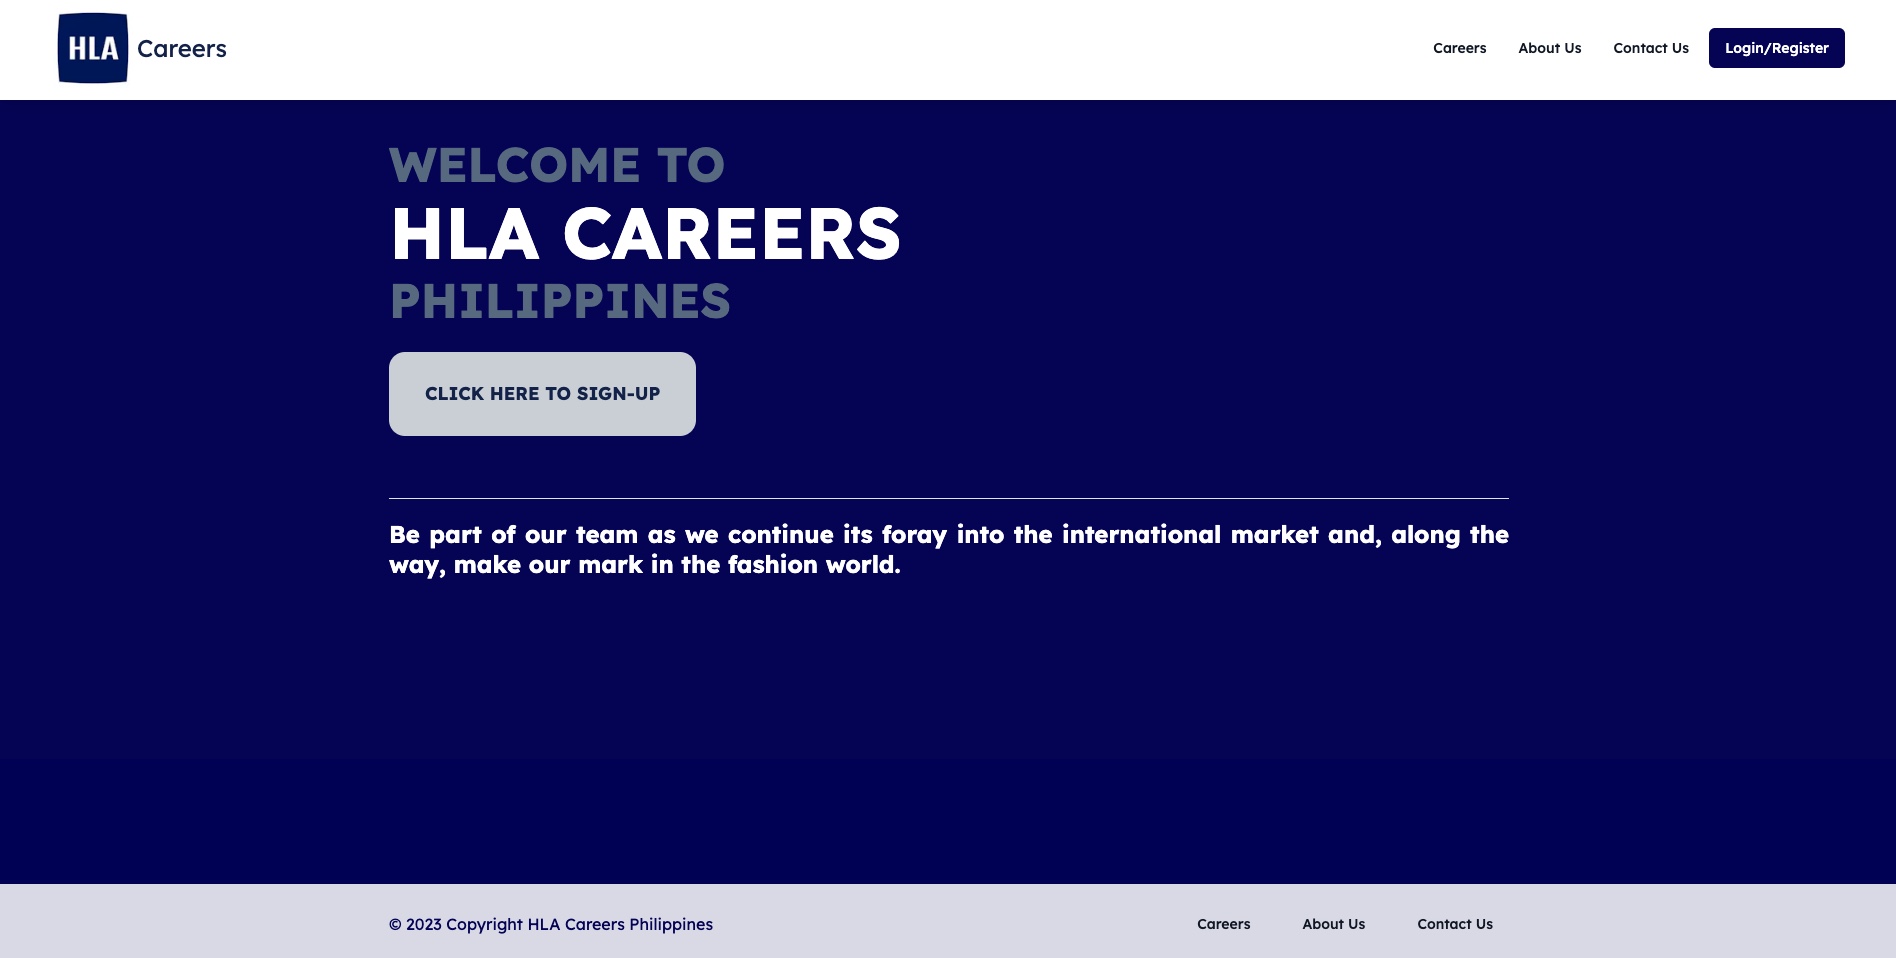 HLA Careers
Careers About Us Contact Us Login/Register
WELCOME TO
HLA CAREERS
PHILIPPINES
CLICK HERE TO SIGN-UP
Be part of our team as we continue its foray into the international market and, along the
way, make our mark in the fashion world.
© 2023 Copyright HLA Careers Philippines
Careers About Us Contact Us